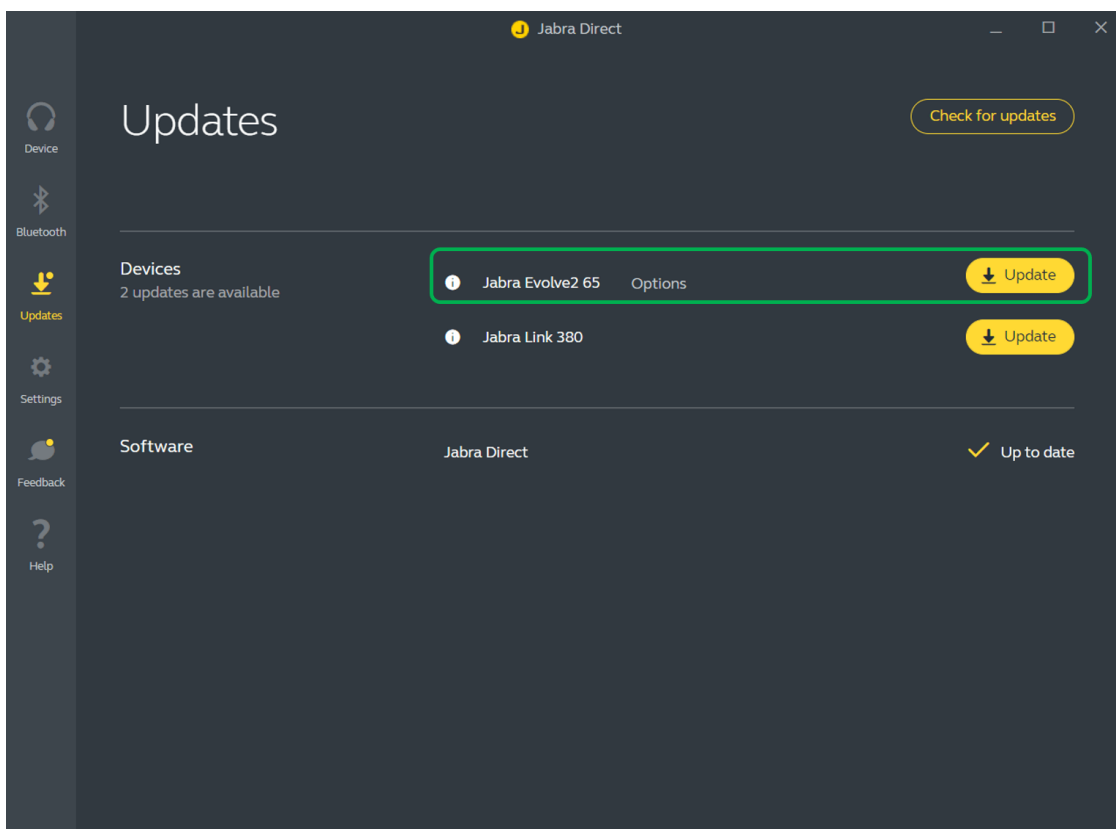 Jabra Direct
Device
Bluetooth
Updates
Settings
Feedback
Help
Updates
Check for updates
Devices
2 updates are available
Jabra Evolve2 65 Options Update
Jabra Link 380 Update
Software
Jabra Direct Up to date